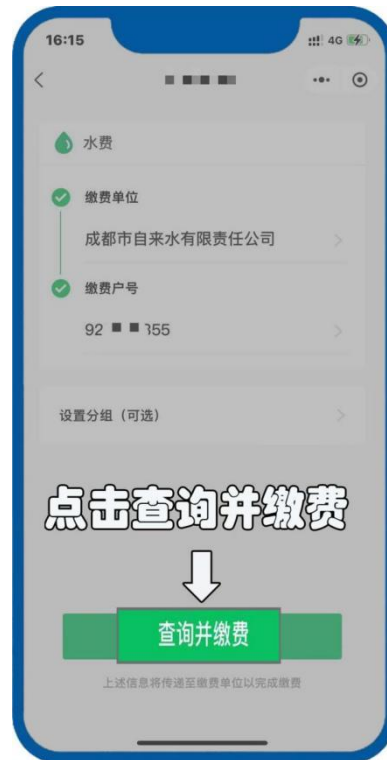 16:15
4G
水费
缴费单位
成都市自来水有限责任公司
缴费户号
92 355
设置分组（可选）
点击查询并缴费
查询并缴费
上述信息将传递至缴费单位以完成缴费